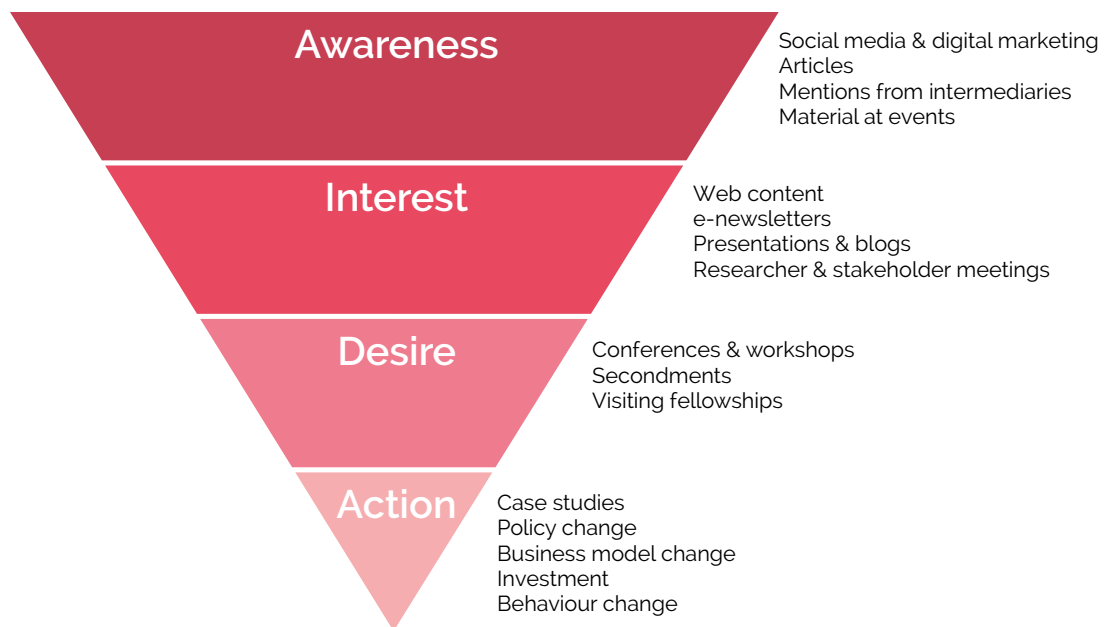 Awareness
Social media & digital marketing
Articles
Mentions from intermediaries
Material at events
Interest
Web content
e-newsletters
Presentations & blogs
Researcher & stakeholder meetings
Desire
Conferences & workshops
Secondments
Visiting fellowships
Action
Case studies
Policy change
Business model change
Investment
Behaviour change